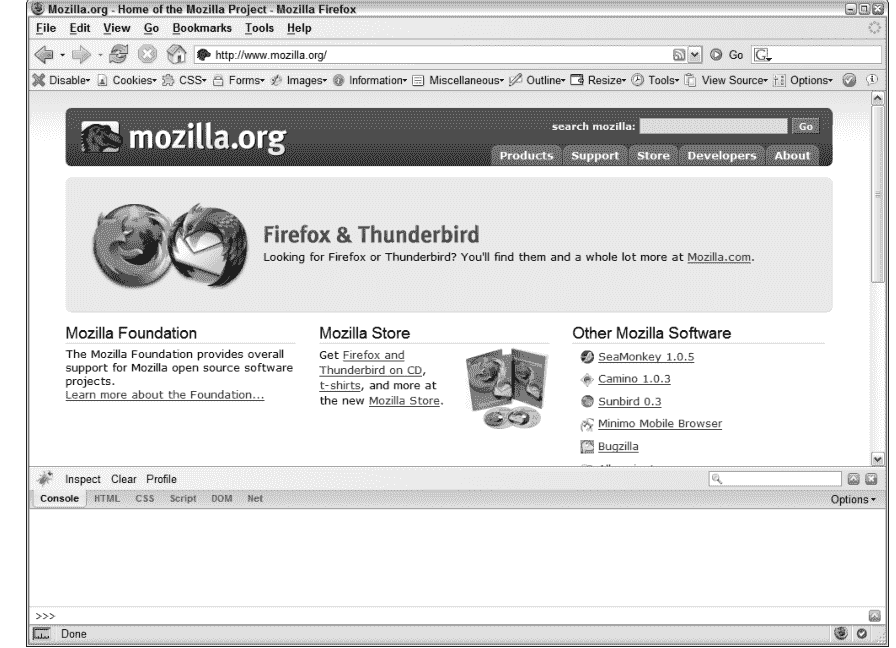 Mozilla.org - Home of the Mozilla Project - Mozilla Firefox
File Edit View Go Bookmarks Tools Help
http://www.mozilla.org/ Go G
Disable Cookies CSS Forms Images Information Miscellaneous Outline Resize Tools View Source Options
mozilla.org
search mozilla: Go
Products Support Store Developers About
Firefox & Thunderbird
Looking for Firefox or Thunderbird? You'll find them and a whole lot more at Mozilla.com.
Mozilla Foundation
The Mozilla Foundation provides overall
support for Mozilla open source software
projects.
Learn more about the Foundation...
Mozilla Store
Get Firefox and
Thunderbird on CD,
t-shirts, and more at
the new Mozilla Store.
Other Mozilla Software
SeaMonkey 1.0.5
Camino 1.0.3
Sunbird 0.3
Minimo Mobile Browser
Bugzilla
Inspect Clear Profile
Console HTML CSS Script DOM Net Options
>>>
Done